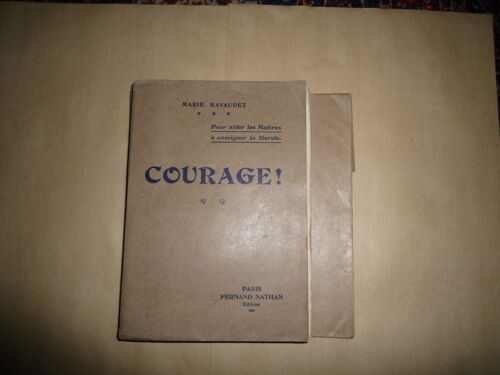 MARIE RAVAUDET
Pour aider les Maîtres
à enseigner la Morale.
COURAGE!
PARIS
FERNAND NATHAN
Éditeur